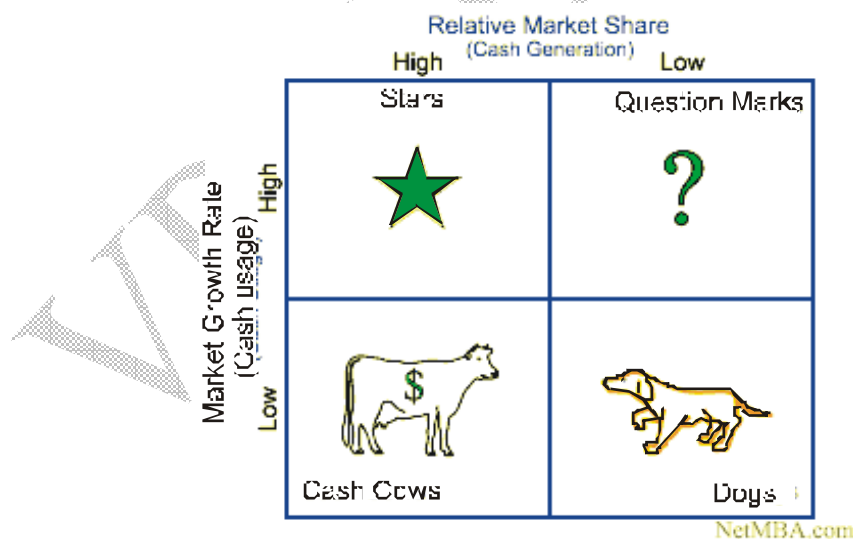 Relative Market Share
(Cash Generation)
High
Low
Stars
Question Marks
?
Market Growth Rate
(Cash usage)
High
Low
$
Cash Cows
Dogs
NetMBA.com